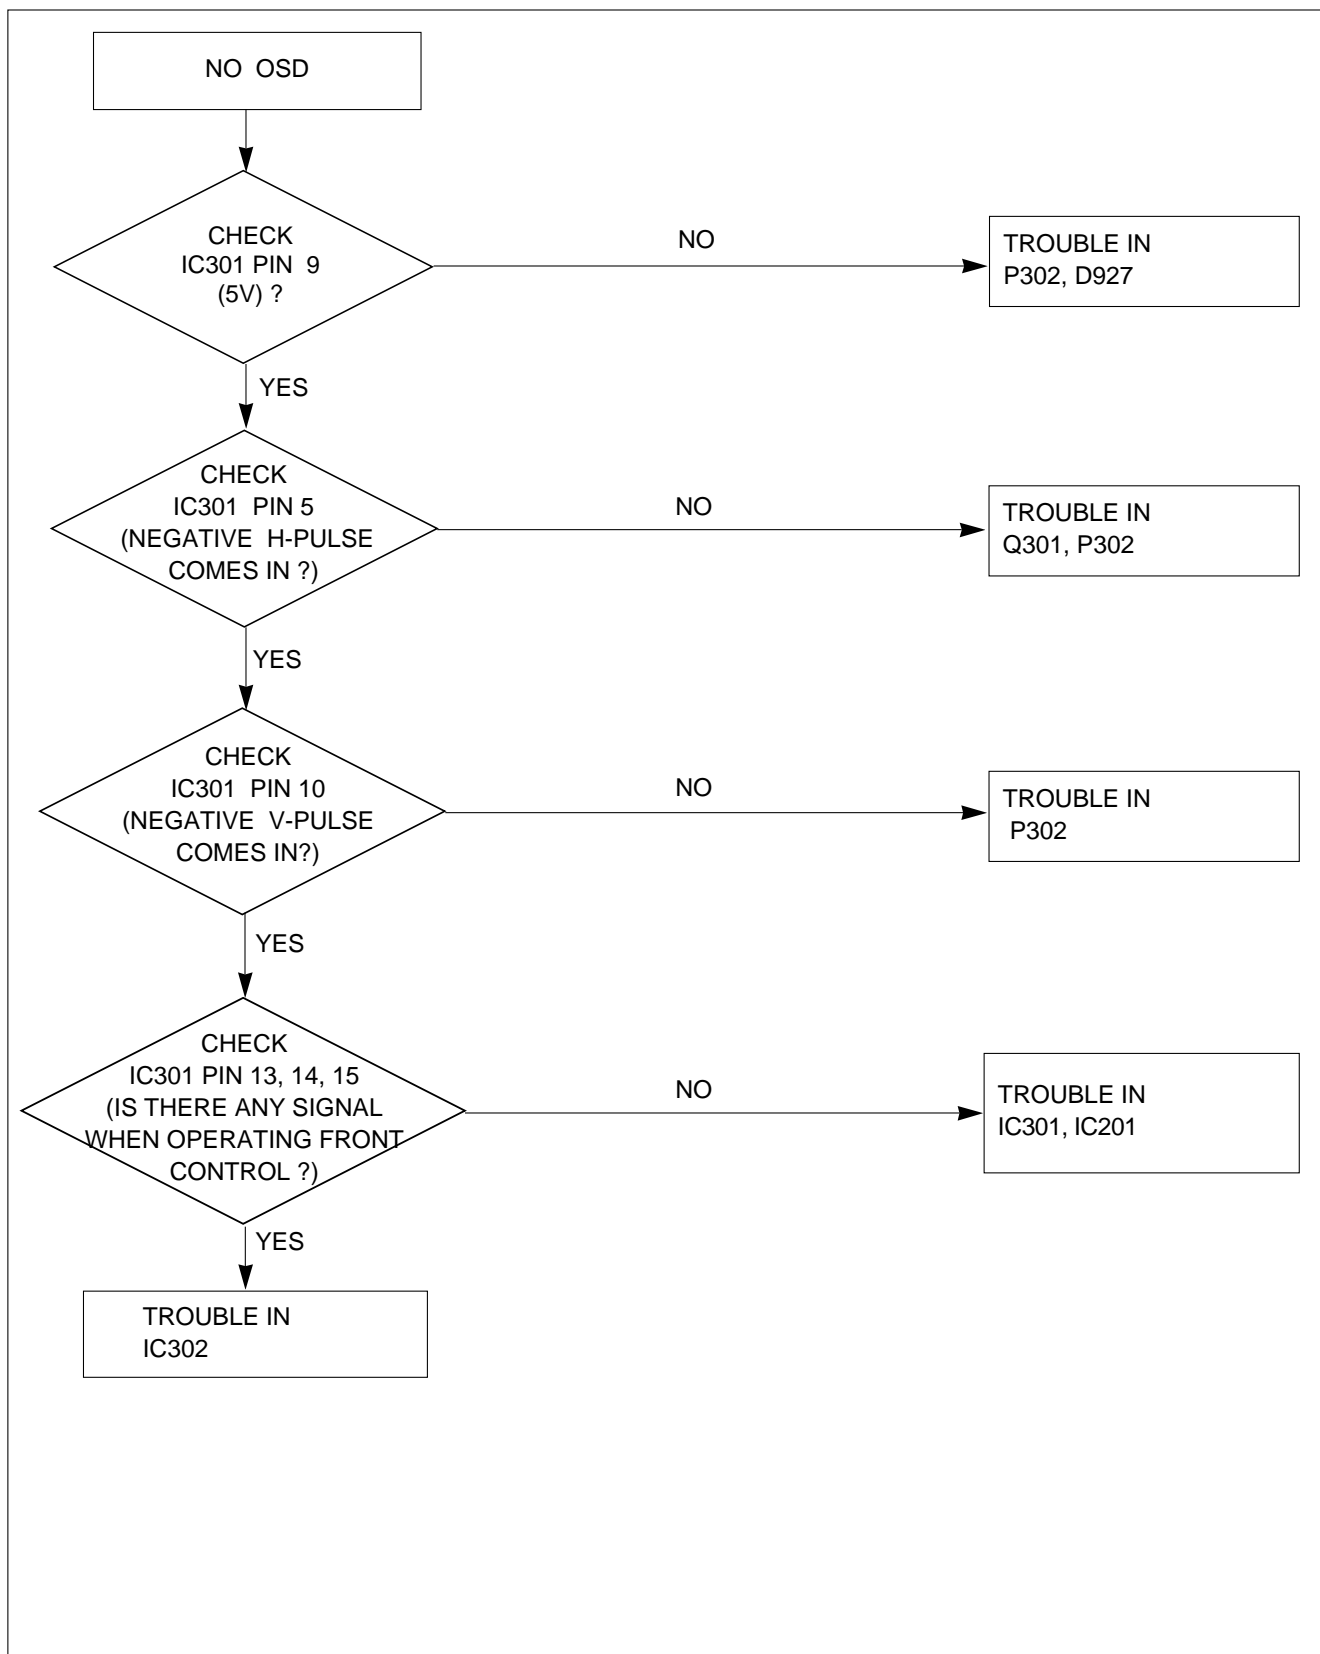 NO OSD
CHECK
IC301 PIN 9
(5V) ?
NO
TROUBLE IN
P302, D927
YES
CHECK
IC301 PIN 5
(NEGATIVE H-PULSE
COMES IN ?)
NO
TROUBLE IN
Q301, P302
YES
CHECK
IC301 PIN 10
(NEGATIVE V-PULSE
COMES IN?)
NO
TROUBLE IN
P302
YES
CHECK
IC301 PIN 13, 14, 15
(IS THERE ANY SIGNAL
WHEN OPERATING FRONT
CONTROL ?)
NO
TROUBLE IN
IC301, IC201
YES
TROUBLE IN
IC302